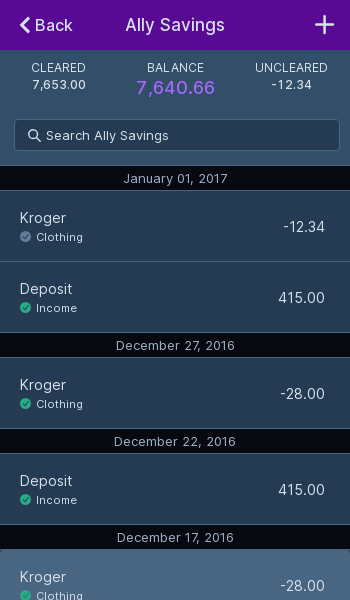 Back Ally Savings
CLEARED BALANCE UNCLEARED
7,653.00 7,640.66 -12.34
Search Ally Savings
January 01, 2017
Kroger -12.34
Clothing
Deposit 415.00
Income
December 27, 2016
Kroger -28.00
Clothing
December 22, 2016
Deposit 415.00
Income
December 17, 2016
Kroger -28.00
Clothing